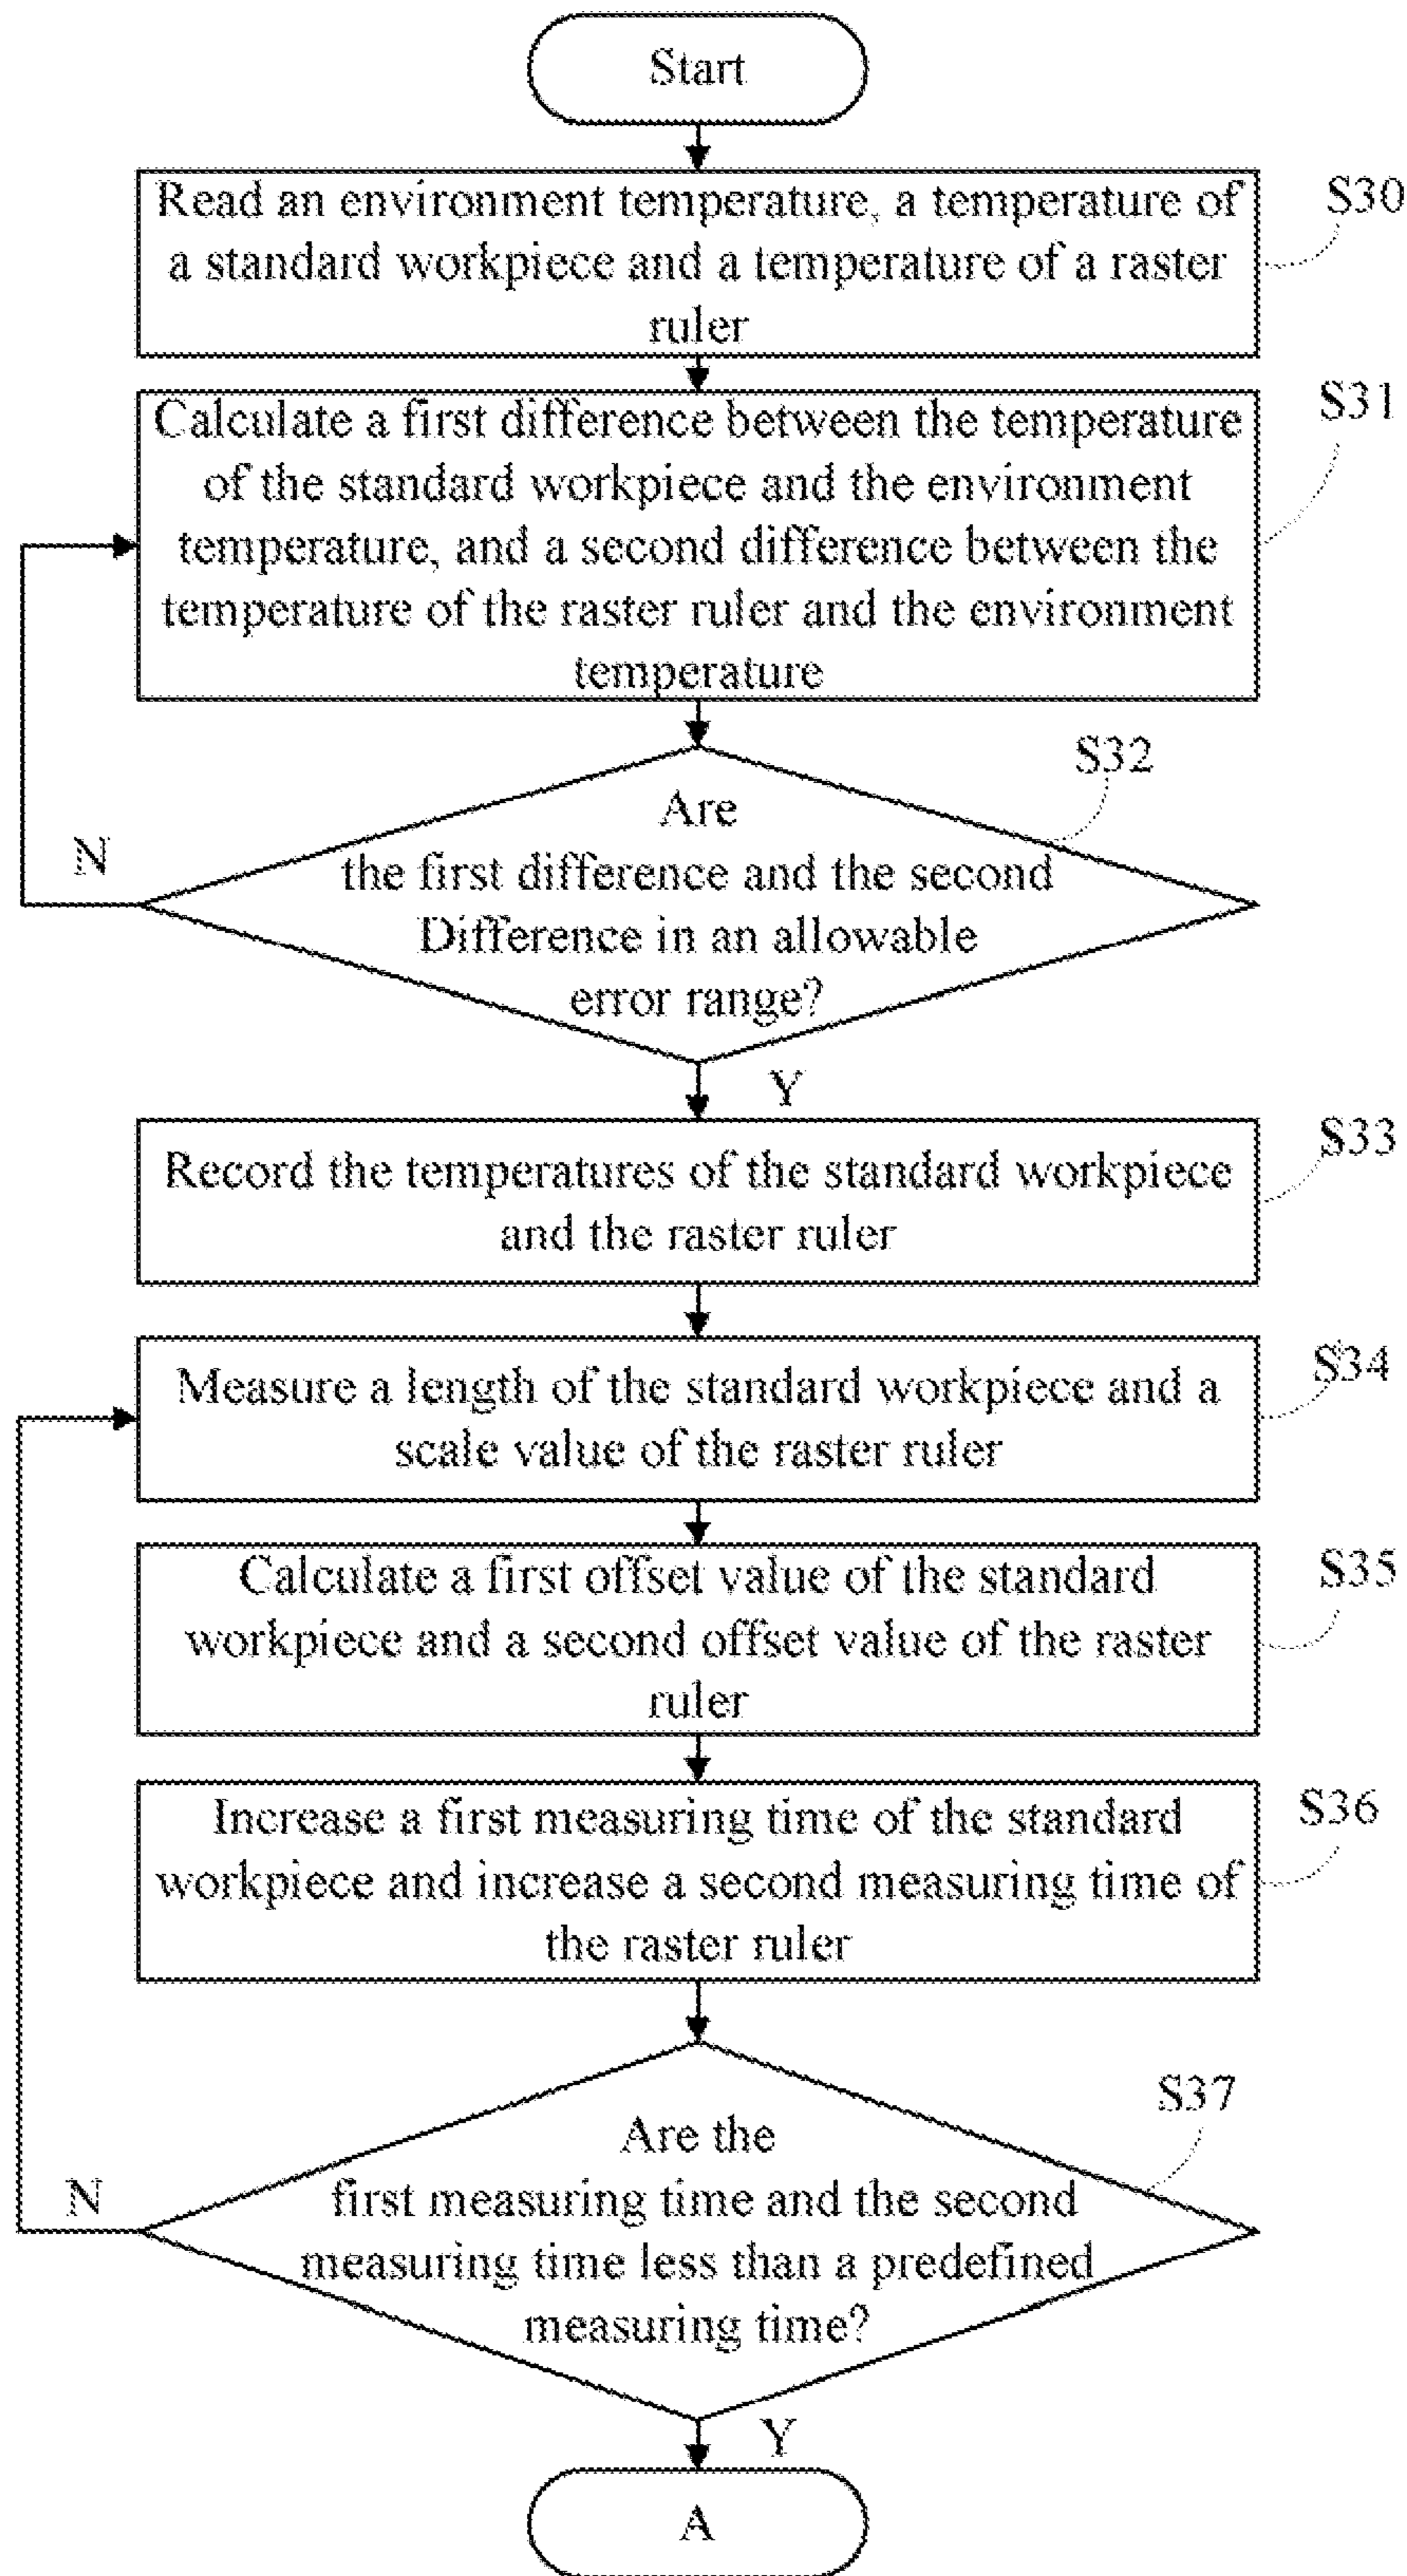 Start
Read an environment temperature, a temperature of
a standard workpiece and a temperature of a raster
ruler
S30
Calculate a first difference between the temperature
of the standard workpiece and the environment
temperature, and a second difference between the
temperature of the raster ruler and the environment
temperature
S31
S32
Are
the first difference and the second
Difference in an allowable
error range?
N
Y
Record the temperatures of the standard workpiece
and the raster ruler
S33
Measure a length of the standard workpiece and a
scale value of the raster ruler
S34
Calculate a first offset value of the standard
workpiece and a second offset value of the raster
ruler
S35
Increase a first measuring time of the standard
workpiece and increase a second measuring time of
the raster ruler
S36
S37
Are the
first measuring time and the second
measuring time less than a predefined
measuring time?
N
Y
A